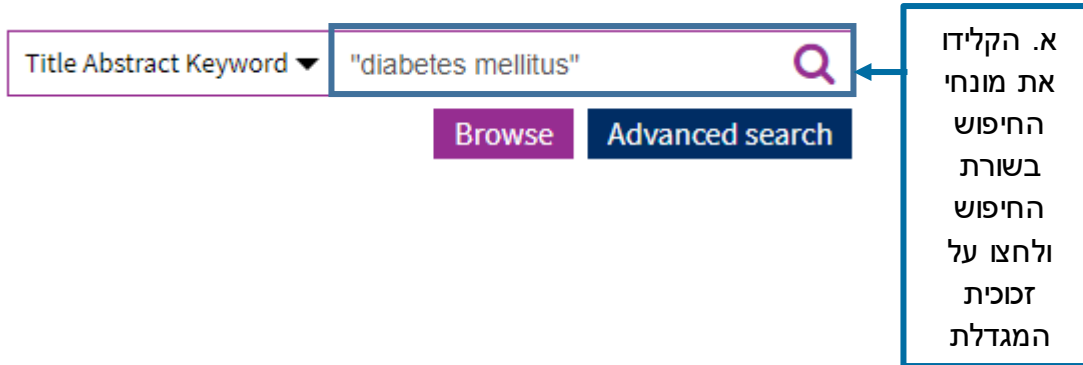 Title Abstract Keyword
"diabetes mellitus"
Browse
Advanced search
א. הקלידו
את מונחי
החיפוש
בשורת
החיפוש
ולחצו על
זכוכית
המגדלת